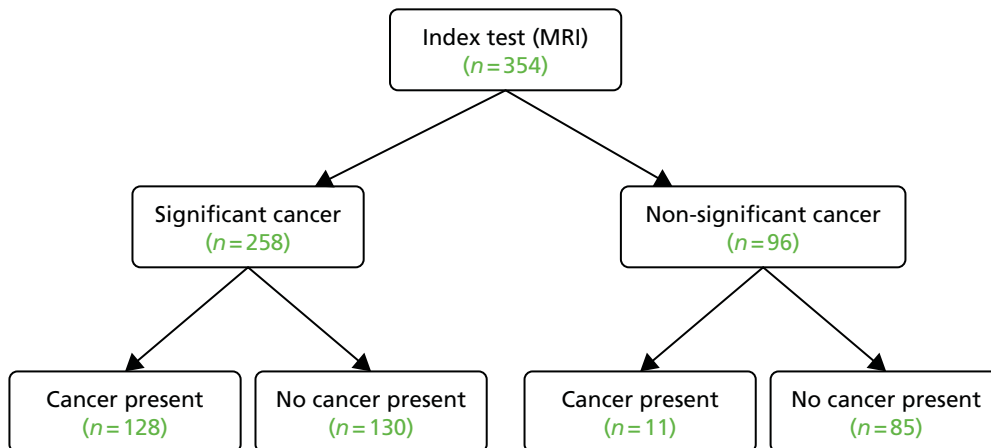 Index test (MRI)
(n=354)
Significant cancer
(n=258)
Non-significant cancer
(n=96)
Cancer present
(n=128)
No cancer present
(n=130)
Cancer present
(n=11)
No cancer present
(n=85)